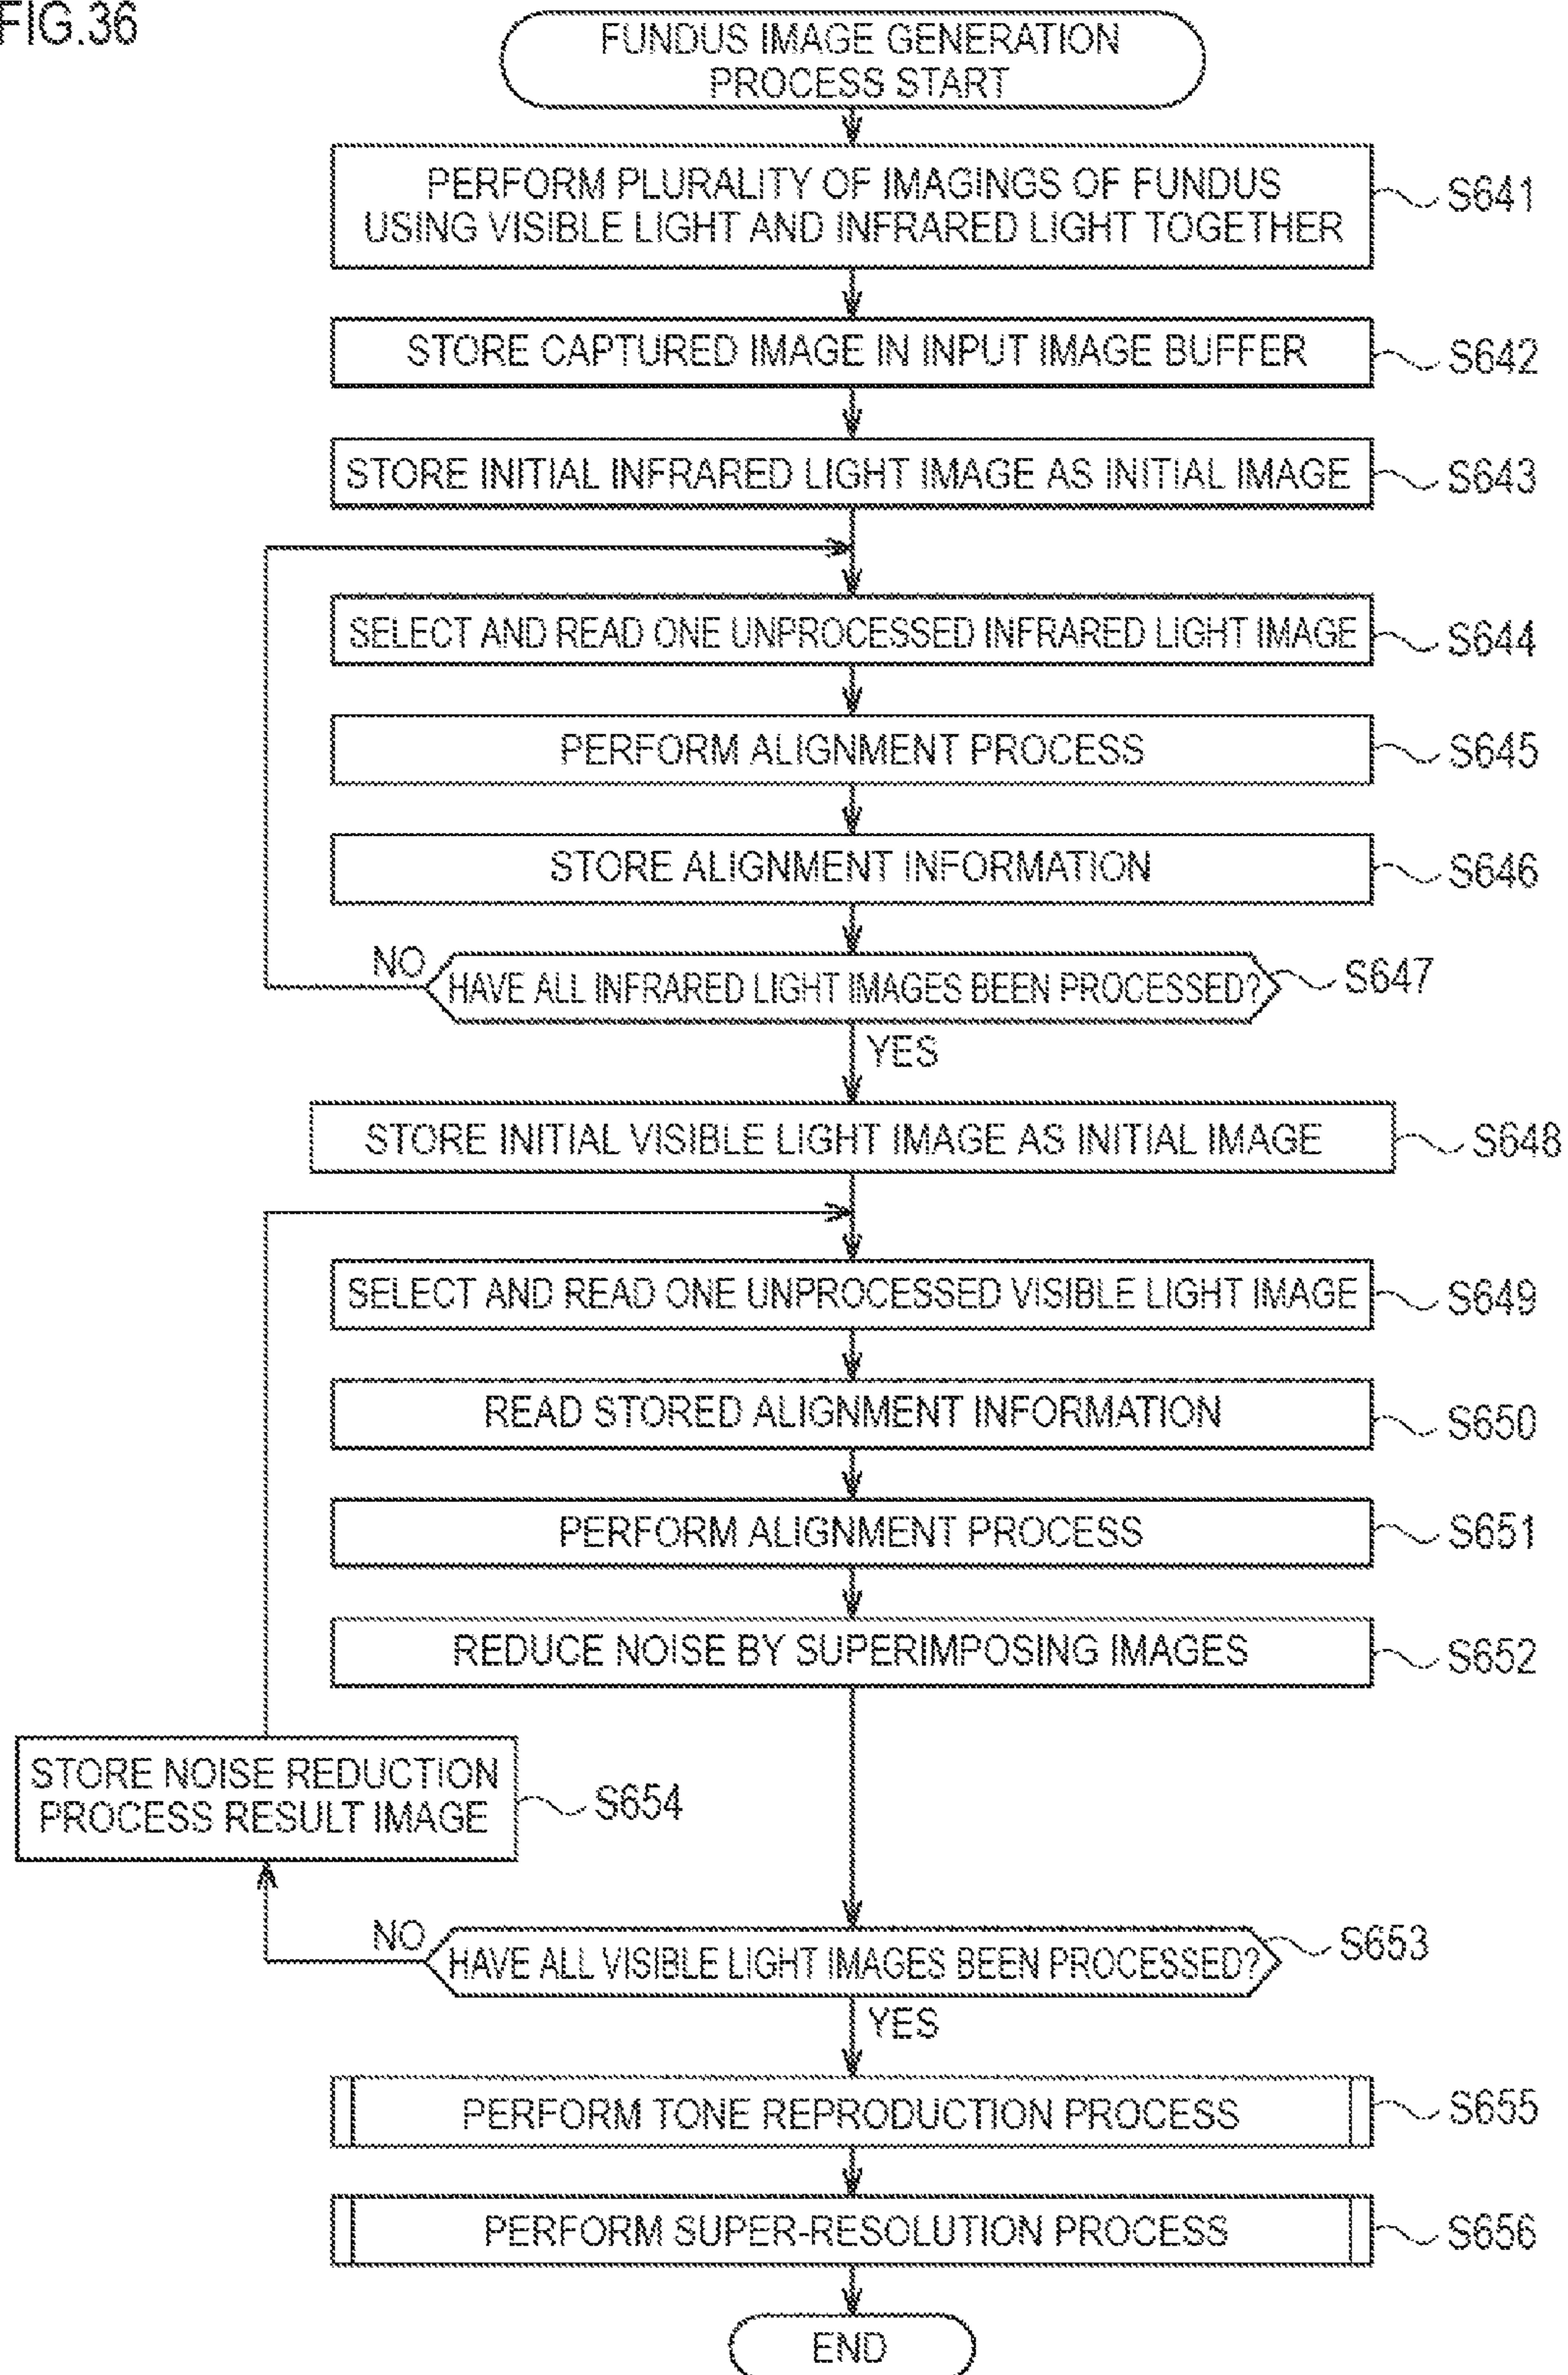 FIG.36
FUNDUS IMAGE GENERATION
PROCESS START
PERFORM PLURALITY OF IMAGINGS OF FUNDUS
USING VISIBLE LIGHT AND INFRARED LIGHT TOGETHER
S641
STORE CAPTURED IMAGE IN INPUT IMAGE BUFFER
S642
STORE INITIAL INFRARED LIGHT IMAGE AS INITIAL IMAGE
S643
SELECT AND READ ONE UNPROCESSED INFRARED LIGHT IMAGE
S644
PERFORM ALIGNMENT PROCESS
S645
STORE ALIGNMENT INFORMATION
S646
NO
HAVE ALL INFRARED LIGHT IMAGES BEEN PROCESSED?
S647
YES
STORE INITIAL VISIBLE LIGHT IMAGE AS INITIAL IMAGE
S648
SELECT AND READ ONE UNPROCESSED VISIBLE LIGHT IMAGE
S649
READ STORED ALIGNMENT INFORMATION
S650
PERFORM ALIGNMENT PROCESS
S651
REDUCE NOISE BY SUPERIMPOSING IMAGES
S652
STORE NOISE REDUCTION
PROCESS RESULT IMAGE
S654
NO
HAVE ALL VISIBLE LIGHT IMAGES BEEN PROCESSED?
S653
YES
PERFORM TONE REPRODUCTION PROCESS
S655
PERFORM SUPER-RESOLUTION PROCESS
S656
END